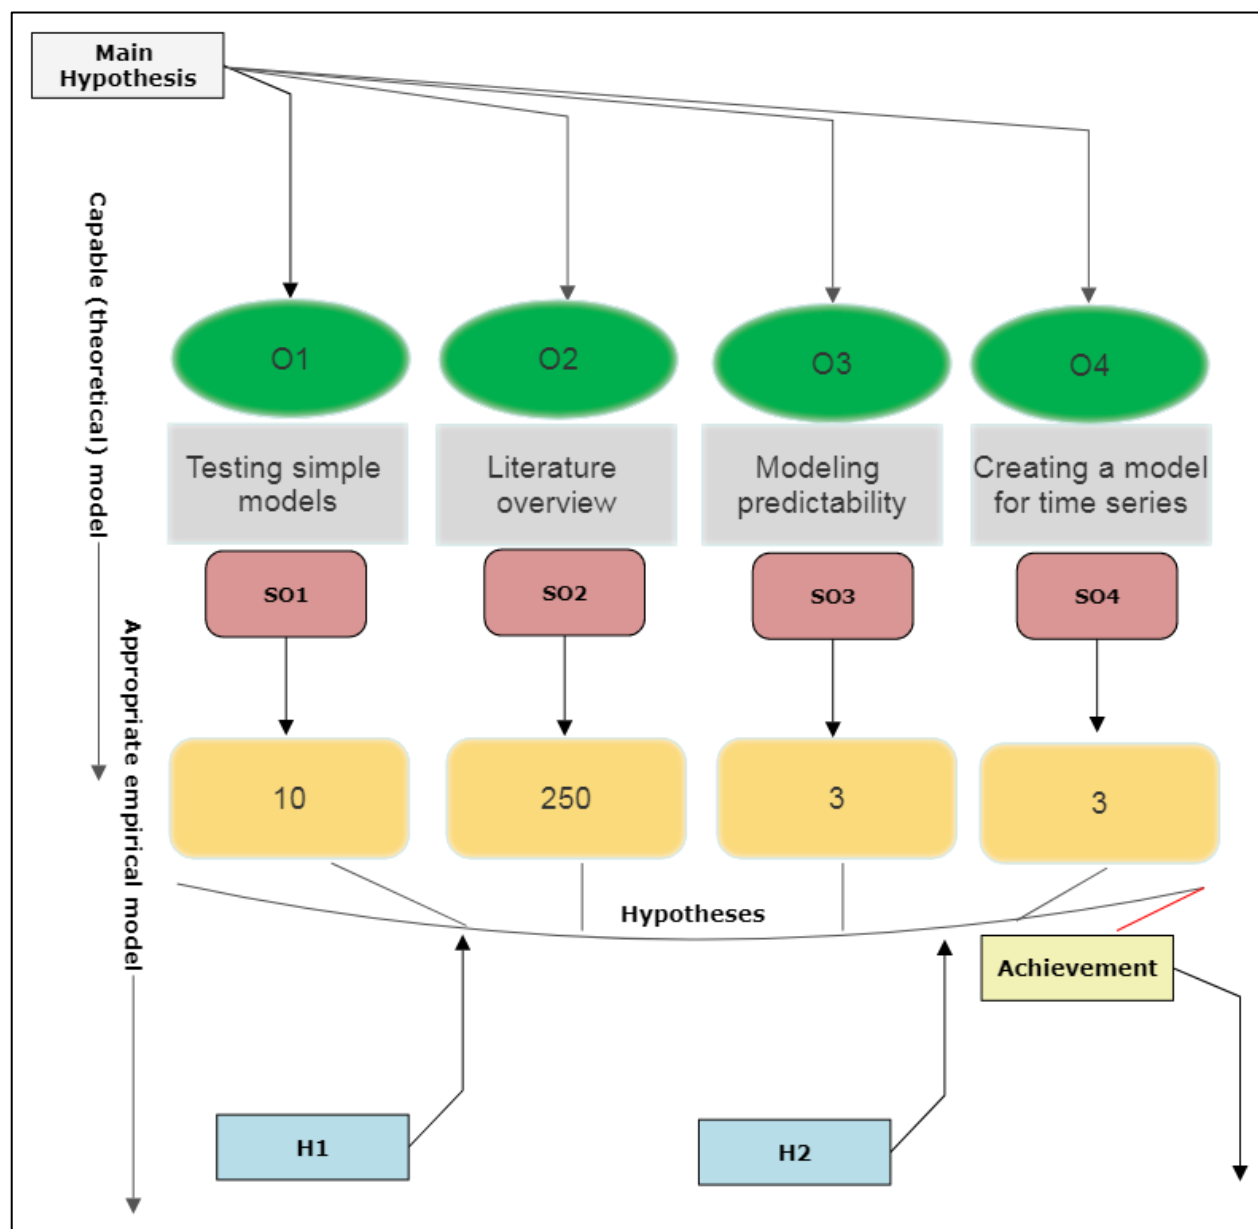 Main
Hypothesis
Capable (theoretical) model
O1
O2
O3
O4
Testing simple
models
Literature
overview
Modeling
predictability
Creating a model
for time series
SO1
SO2
SO3
SO4
Appropriate empirical model
10
250
3
3
Hypotheses
Achievement
H1
H2